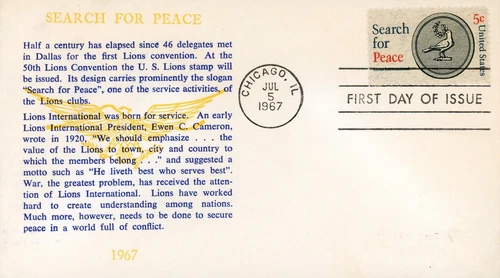 SEARCH FOR PEACE
Half a century has elapsed since 46 delegates met
in Dallas for the first Lions convention. At the
50th Lions Convention the U. S. Lions stamp will
be issued. Its design carries prominently the slogan
"Search for Peace", one of the service activities, of
the Lions clubs.
Lions International was born for service. An early
Lions International President, Ewen C. Cameron,
wrote in 1920, "We should emphasize . . . the
value of the Lions to town, city and country to
which the members belong . . ." and suggested a
motto such as "He liveth best who serves best".
War, the greatest problem, has received the atten-
tion of Lions International. Lions have worked
hard to create understanding among nations.
Much more, however, needs to be done to secure
peace in a world full of conflict.
1967
CHICAGO, IL
JUL
5
1967
Search
for
Peace
5c
United States
FIRST DAY OF ISSUE